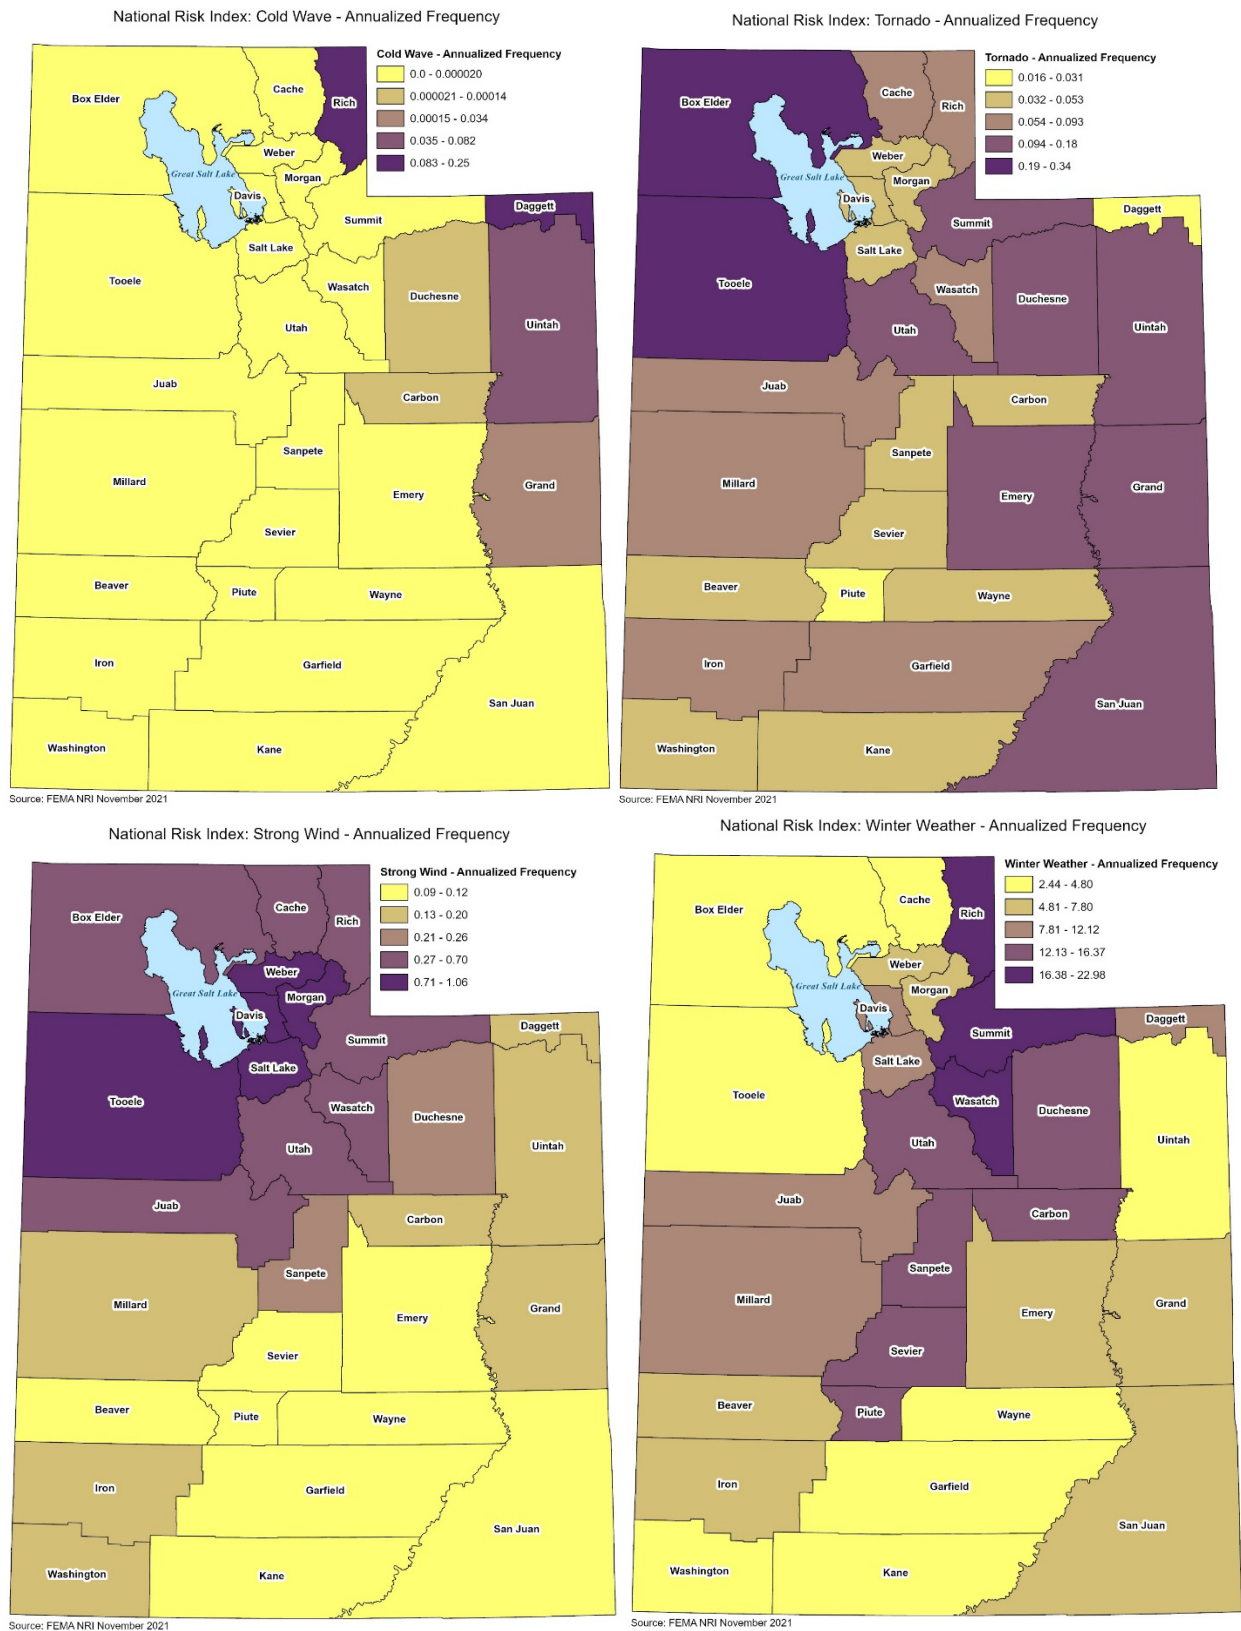 National Risk Index: Cold Wave - Annualized Frequency
Cold Wave - Annualized Frequency
0.0 - 0.000020
0.000021 - 0.00014
0.00015 - 0.034
0.035 - 0.082
0.083 - 0.25
Box Elder
Cache
Rich
Weber
Great Salt Lake
Morgan
Davis
Daggett
Summit
Salt Lake
Tooele
Wasatch
Duchesne
Uintah
Utah
Juab
Carbon
Sanpete
Millard
Grand
Emery
Sevier
Beaver
Piute
Wayne
Iron
Garfield
San Juan
Washington
Kane
Source: FEMA NRI November 2021
National Risk Index: Tornado - Annualized Frequency
Tornado - Annualized Frequency
0.016 - 0.031
0.032 - 0.053
0.054 - 0.093
0.094 - 0.18
0.19 - 0.34
Box Elder
Cache
Rich
Weber
Great Salt Lake
Morgan
Davis
Daggett
Summit
Salt Lake
Tooele
Wasatch
Duchesne
Uintah
Utah
Juab
Carbon
Sanpete
Millard
Grand
Emery
Sevier
Beaver
Piute
Wayne
Iron
Garfield
San Juan
Washington
Kane
Source: FEMA NRI November 2021
National Risk Index: Strong Wind - Annualized Frequency
Strong Wind - Annualized Frequency
0.09 - 0.12
0.13 - 0.20
0.21 - 0.26
0.27 - 0.70
0.71 - 1.06
Box Elder
Cache
Rich
Weber
Great Salt Lake
Morgan
Davis
Daggett
Summit
Salt Lake
Tooele
Wasatch
Duchesne
Uintah
Utah
Juab
Carbon
Sanpete
Millard
Grand
Emery
Sevier
Beaver
Piute
Wayne
Iron
Garfield
San Juan
Washington
Kane
Source: FEMA NRI November 2021
National Risk Index: Winter Weather - Annualized Frequency
Winter Weather - Annualized Frequency
2.44 - 4.80
4.81 - 7.80
7.81 - 12.12
12.13 - 16.37
16.38 - 22.98
Box Elder
Cache
Rich
Weber
Great Salt Lake
Morgan
Davis
Daggett
Summit
Salt Lake
Tooele
Wasatch
Duchesne
Uintah
Utah
Juab
Carbon
Sanpete
Millard
Grand
Emery
Sevier
Beaver
Piute
Wayne
Iron
Garfield
San Juan
Washington
Kane
Source: FEMA NRI November 2021